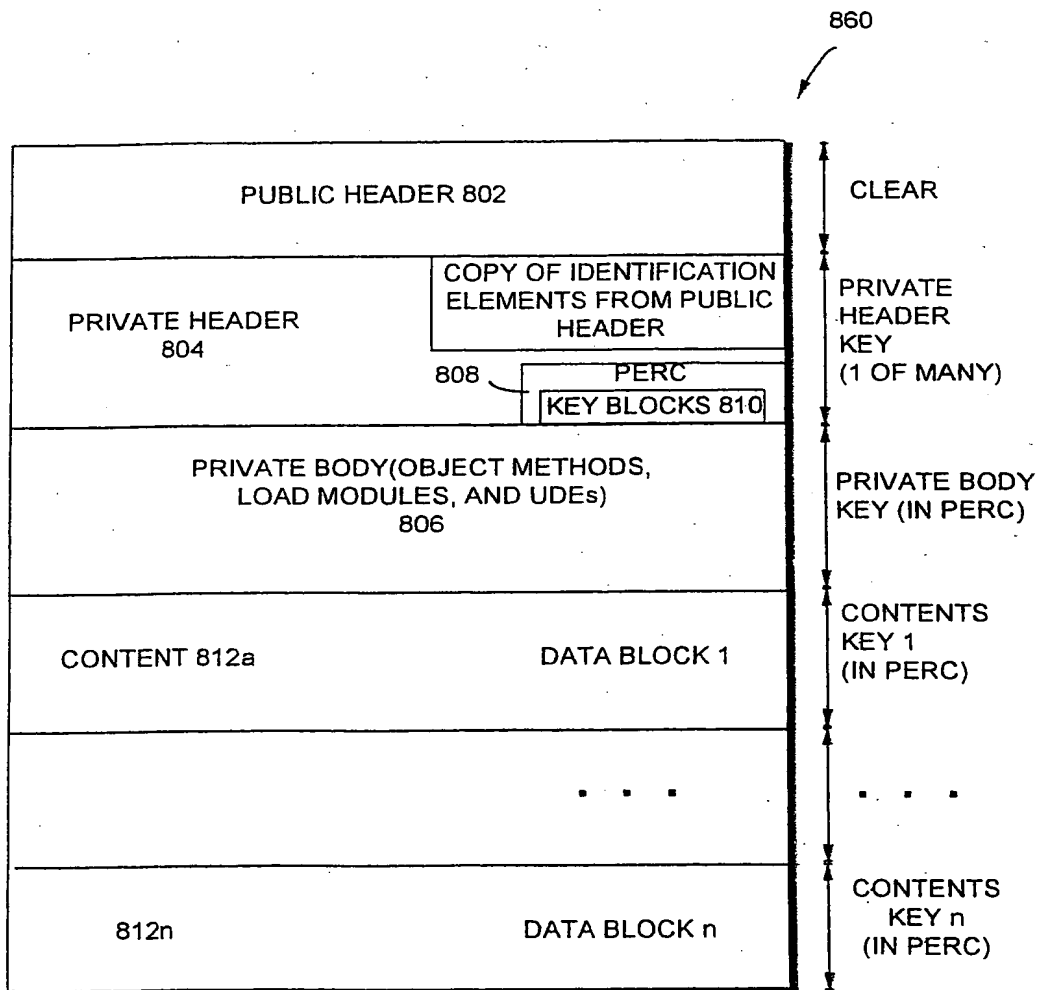 860
PUBLIC HEADER 802
CLEAR
PRIVATE HEADER
804
COPY OF IDENTIFICATION
ELEMENTS FROM PUBLIC
HEADER
808
PERC
KEY BLOCKS 810
PRIVATE
HEADER
KEY
(1 OF MANY)
PRIVATE BODY(OBJECT METHODS,
LOAD MODULES, AND UDEs)
806
PRIVATE BODY
KEY (IN PERC)
CONTENT 812a
DATA BLOCK 1
CONTENTS
KEY 1
(IN PERC)
. . .
. . .
812n
DATA BLOCK n
CONTENTS
KEY n
(IN PERC)